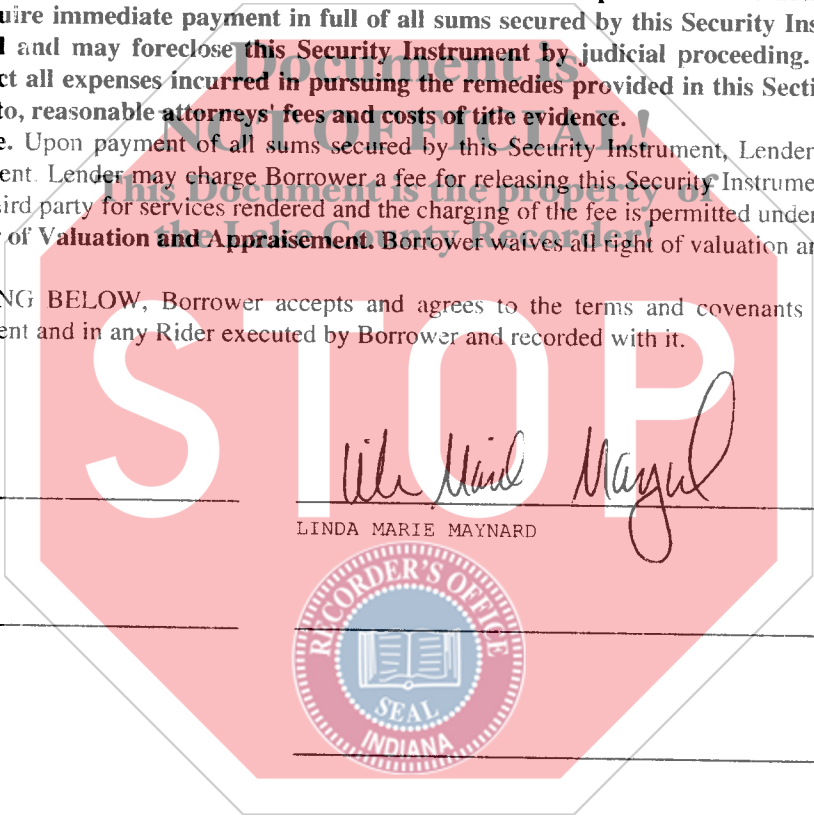 uire immediate payment in full of all sums secured by this Security Ins
l and may foreclose this Security Instrument by judicial proceeding.
ct all expenses incurred in pursuing the remedies provided in this Secti
to, reasonable attorneys' fees and costs of title evidence.
e. Upon payment of all sums secured by this Security Instrument, Lender
ent. Lender may charge Borrower a fee for releasing this Security Instrume
ird party for services rendered and the charging of the fee is permitted under
r of Valuation and Appraisement. Borrower waives all right of valuation an
Document is
NOT OFFICIAL!
This Document is the property of
the Lake County Recorder!
NG BELOW, Borrower accepts and agrees to the terms and covenants
ent and in any Rider executed by Borrower and recorded with it.
STOP
LINDA MARIE MAYNARD
RECORDER'S OFFICE
SEAL
INDIANA